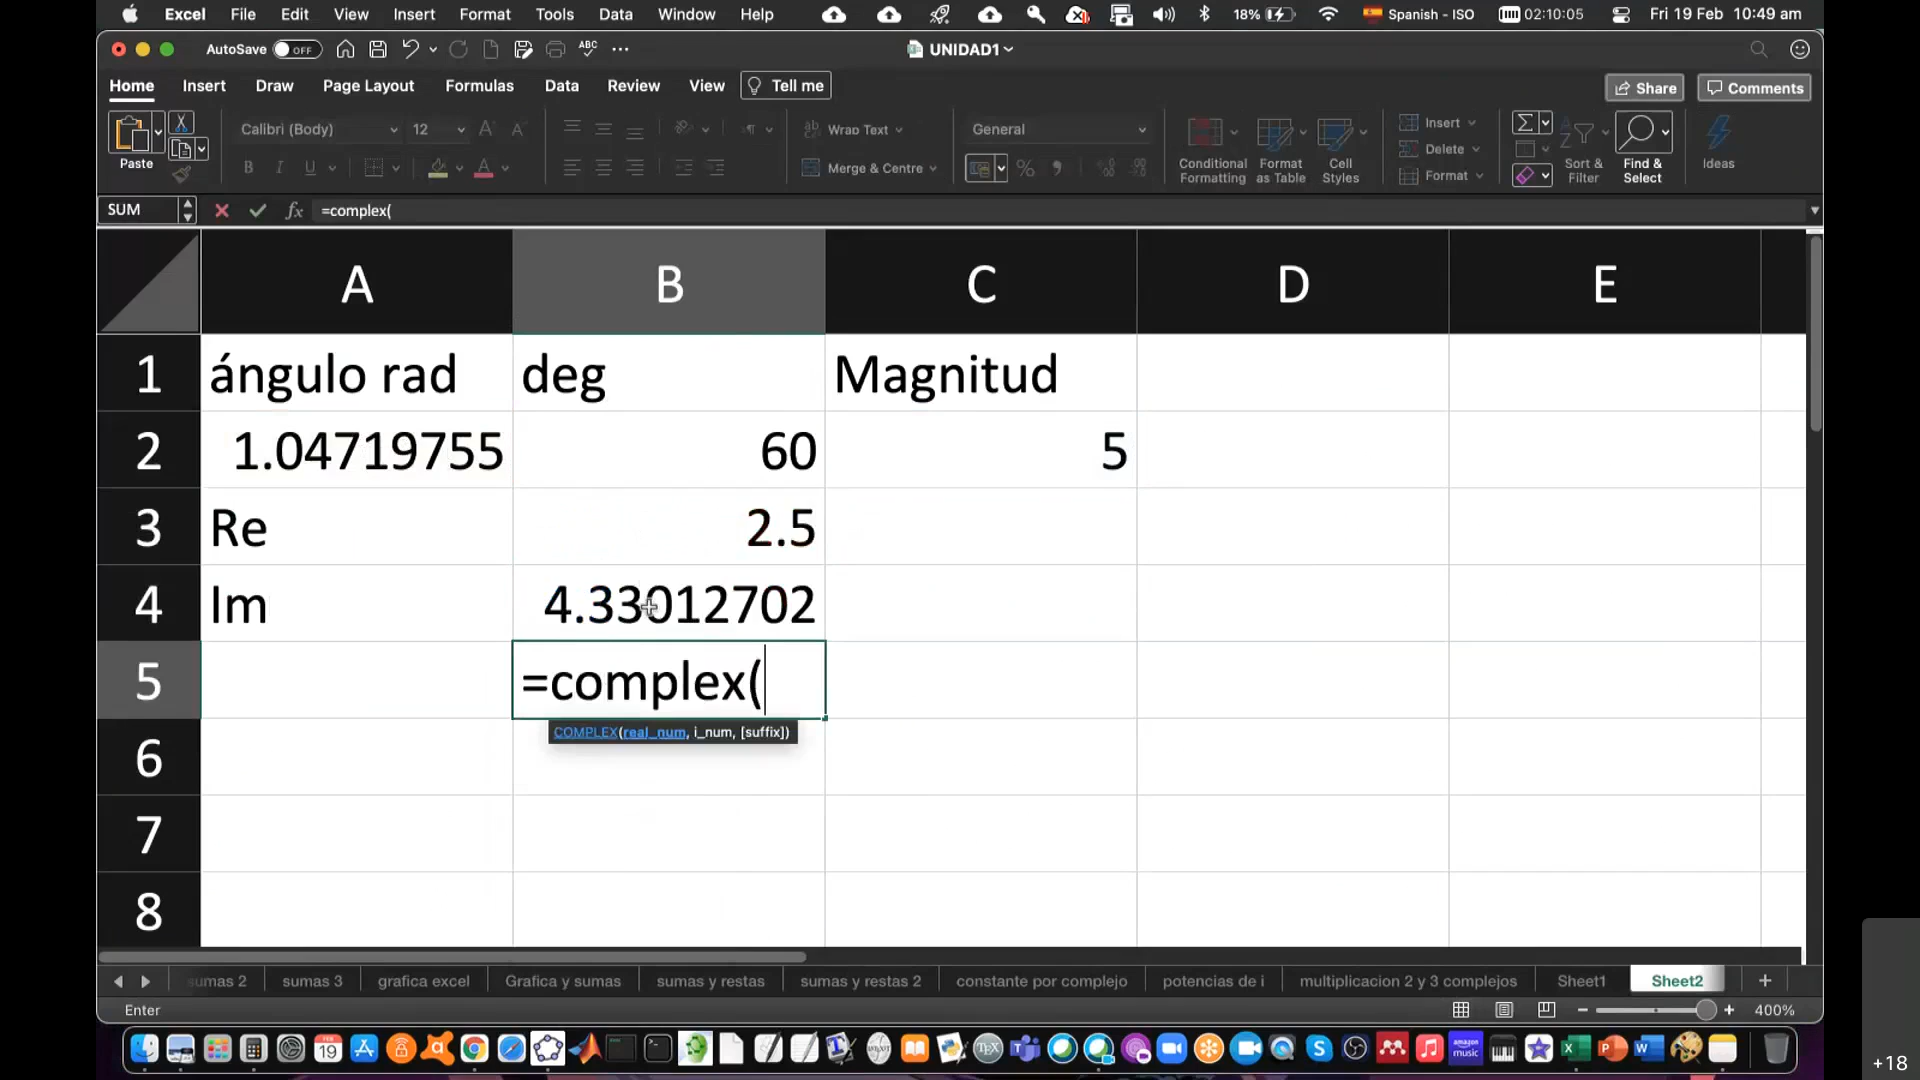 Excel File Edit View Insert Format Tools Data Window Help 18% Spanish - ISO 02:10:05 Fri 19 Feb 10:49 am
AutoSave OFF ABC ... UNIDAD1
Home Insert Draw Page Layout Formulas Data Review View Tell me Share Comments
Paste
Calibri (Body) 12 Wrap Text General
B I U Merge & Centre %
Conditional Formatting
Format as Table
Cell Styles
Insert
Delete
Format
Sort & Filter
Find & Select
Ideas
SUM fx =complex(
A B C D E
1 ángulo rad deg Magnitud
2 1.04719755 60 5
3 Re 2.5
4 Im 4.33012702
5 =complex(
COMPLEX(real_num, i_num, [suffix])
6
7
8
sumas 2 sumas 3 grafica excel Grafica y sumas sumas y restas sumas y restas 2 constante por complejo potencias de i multiplicacion 2 y 3 complejos Sheet1 Sheet2 +
Enter 400%
+18